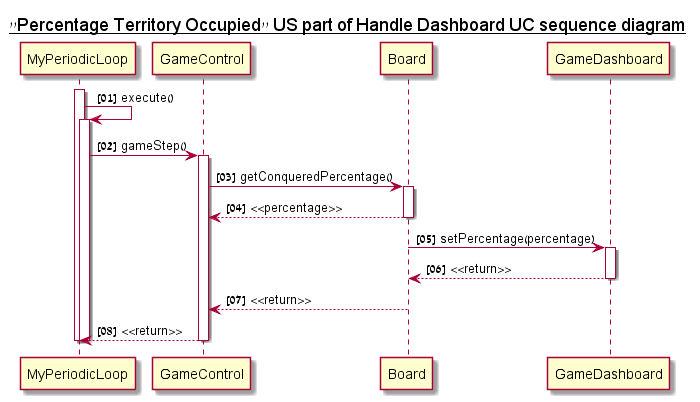 "Percentage Territory Occupied" US part of Handle Dashboard UC sequence diagram
MyPeriodicLoop GameControl Board GameDashboard
[01] execute()
[02] gameStep()
[03] getConqueredPercentage()
[04] <<percentage>>
[05] setPercentage(percentage)
[06] <<return>>
[07] <<return>>
[08] <<return>>
MyPeriodicLoop GameControl Board GameDashboard